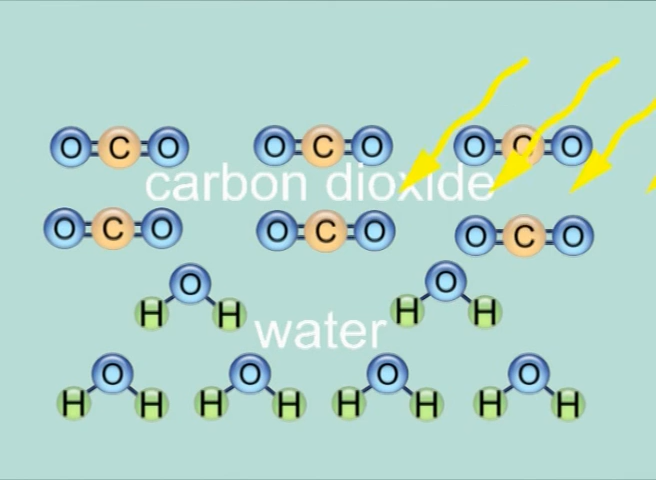 O C O O C O O C O
carbon dioxide
O C O O C O O C O
O O
H H H H
water
O O O O
H H H H H H H H